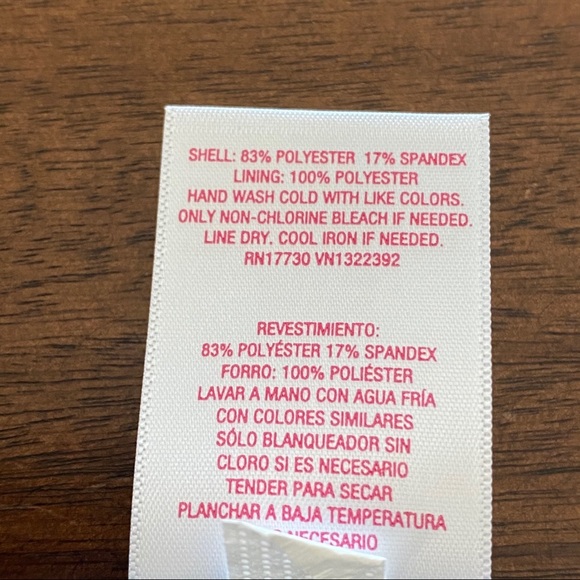 SHELL: 83% POLYESTER 17% SPANDEX
LINING: 100% POLYESTER
HAND WASH COLD WITH LIKE COLORS.
ONLY NON-CHLORINE BLEACH IF NEEDED.
LINE DRY. COOL IRON IF NEEDED.
RN17730 VN1322392
REVESTIMIENTO:
83% POLYÉSTER 17% SPANDEX
FORRO: 100% POLIÉSTER
LAVAR A MANO CON AGUA FRÍA
CON COLORES SIMILARES
SÓLO BLANQUEADOR SIN
CLORO SI ES NECESARIO
TENDER PARA SECAR
PLANCHAR A BAJA TEMPERATURA
NECESARIO